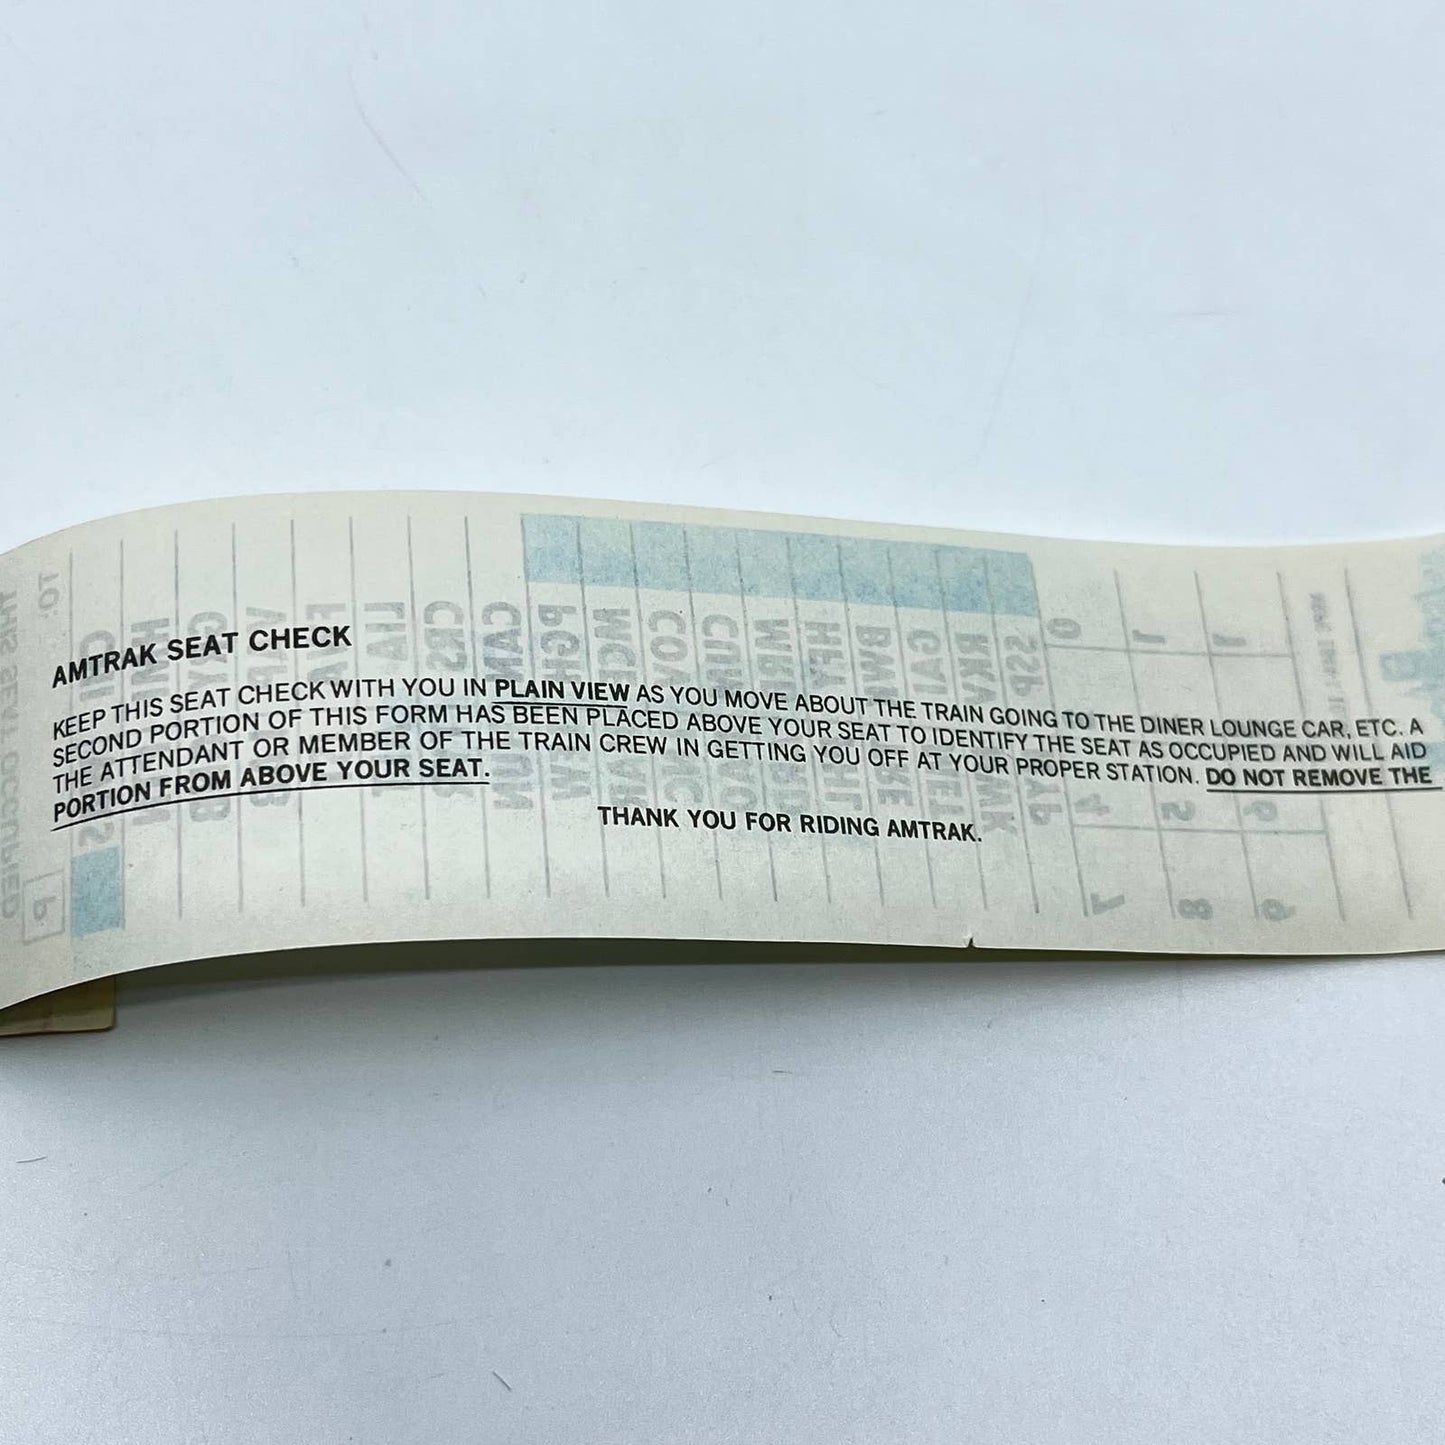 AMTRAK SEAT CHECK
KEEP THIS SEAT CHECK WITH YOU IN PLAIN VIEW AS YOU MOVE ABOUT THE TRAIN GOING TO THE DINER LOUNGE CAR, ETC. A
SECOND PORTION OF THIS FORM HAS BEEN PLACED ABOVE YOUR SEAT TO IDENTIFY THE SEAT AS OCCUPIED AND WILL AID
THE ATTENDANT OR MEMBER OF THE TRAIN CREW IN GETTING YOU OFF AT YOUR PROPER STATION. DO NOT REMOVE THE
PORTION FROM ABOVE YOUR SEAT.
THANK YOU FOR RIDING AMTRAK.